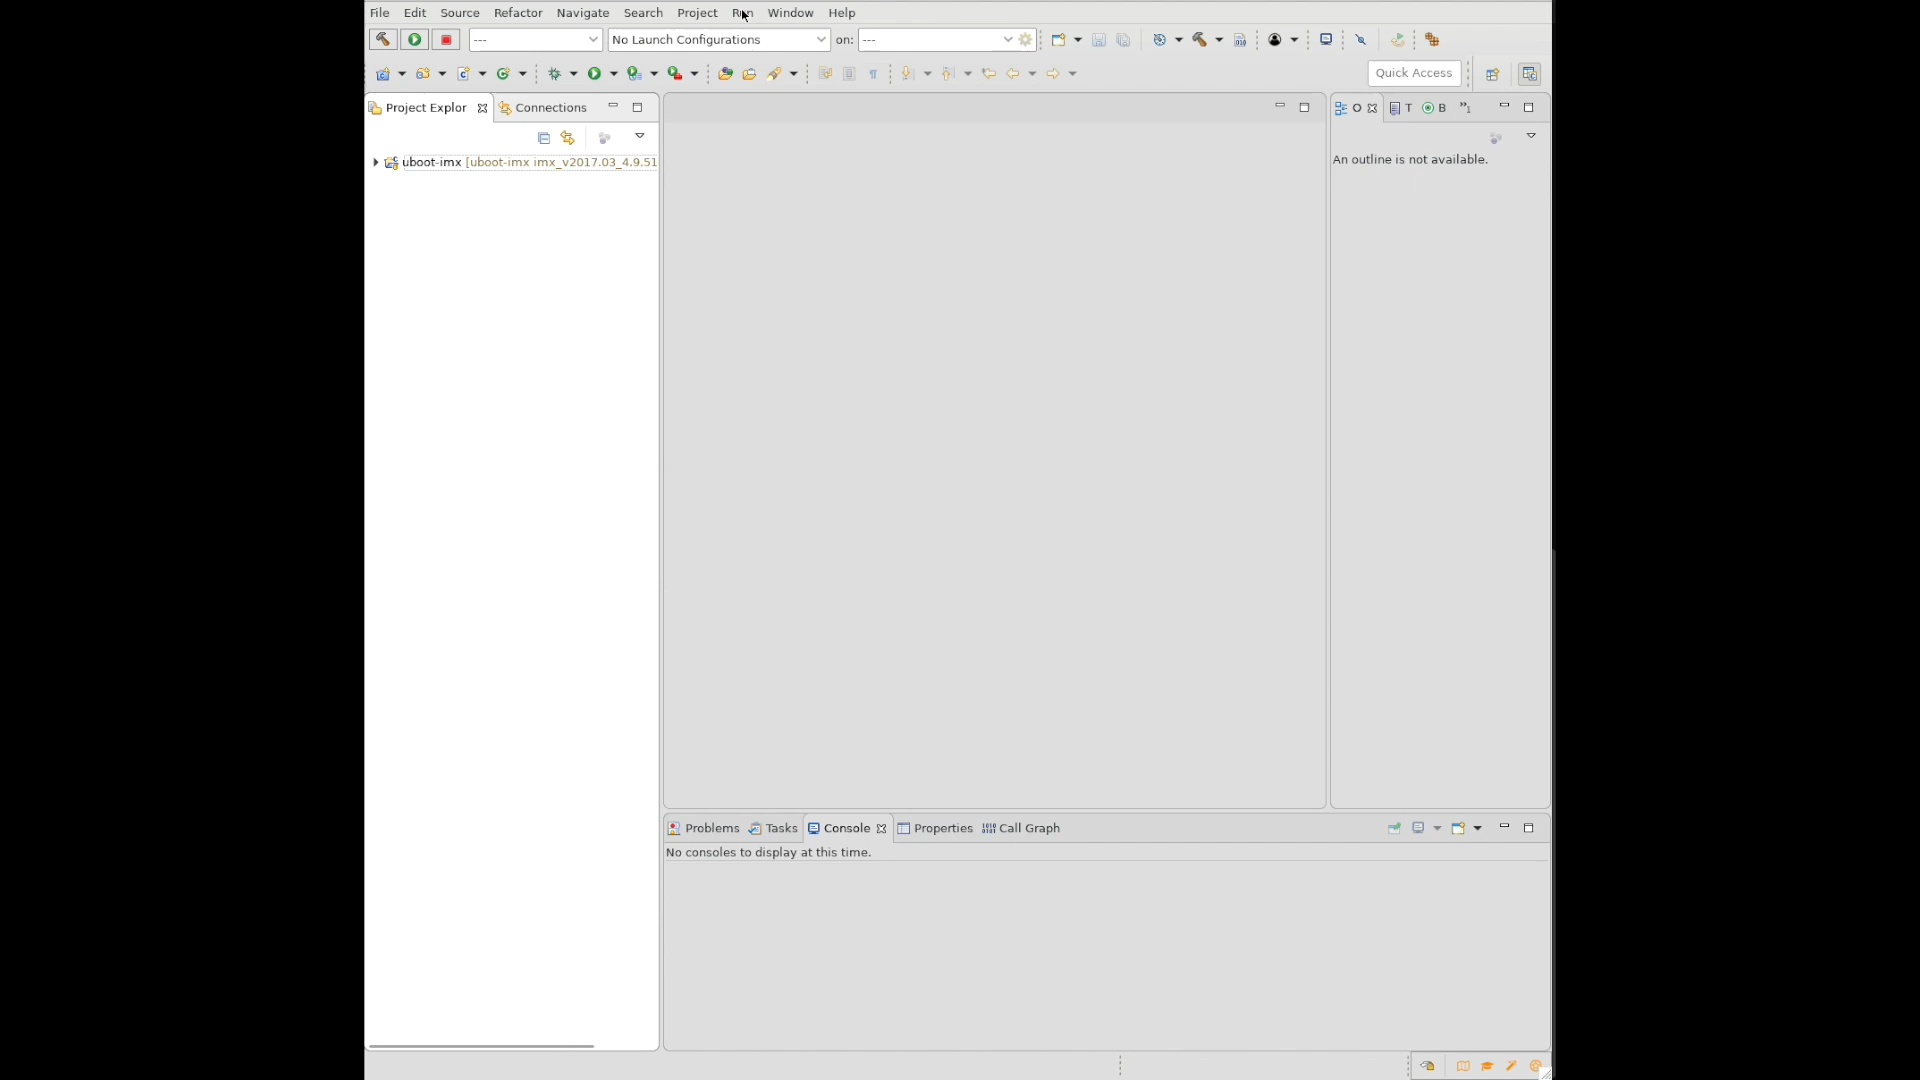 File Edit Source Refactor Navigate Search Project Run Window Help
--- No Launch Configurations on: ---
Quick Access
Project Explor Connections O T B »1
uboot-imx [uboot-imx imx_v2017.03_4.9.51
An outline is not available.
Problems Tasks Console Properties Call Graph
No consoles to display at this time.